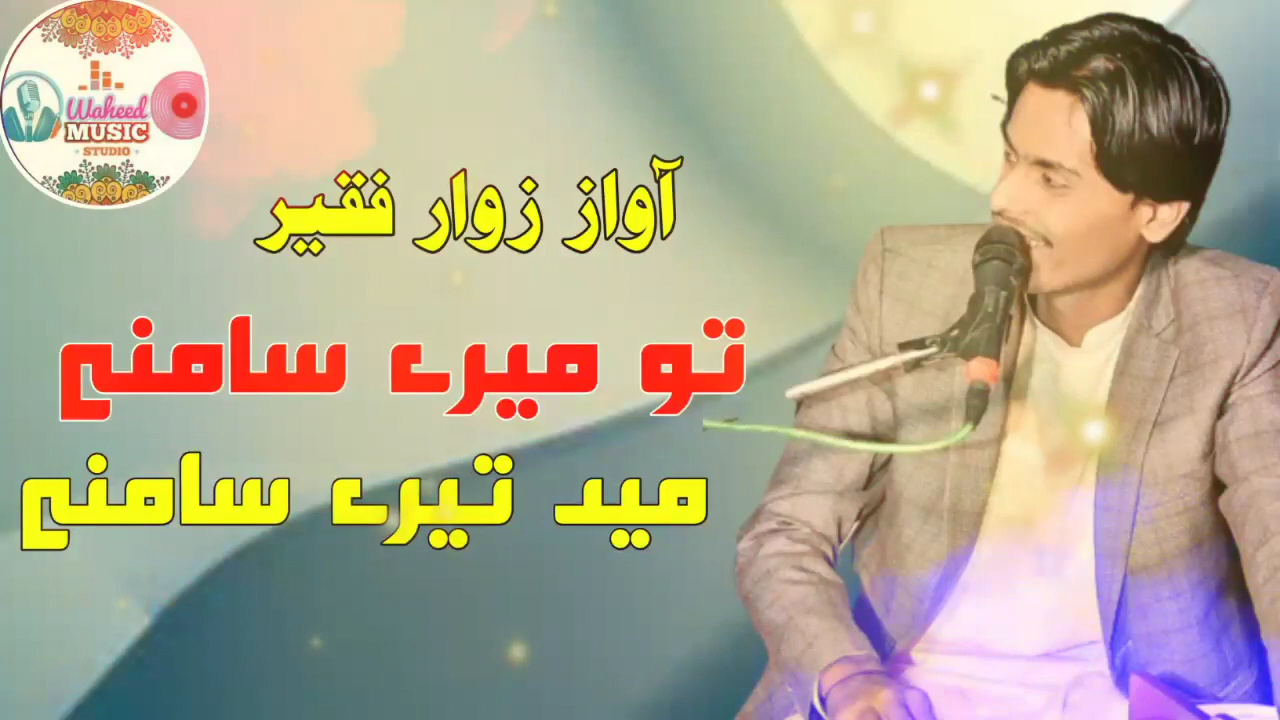 Waheed
MUSIC
STUDIO
آواز زوار فقیر
تو میرے سامنے
مید تیرے سامنے